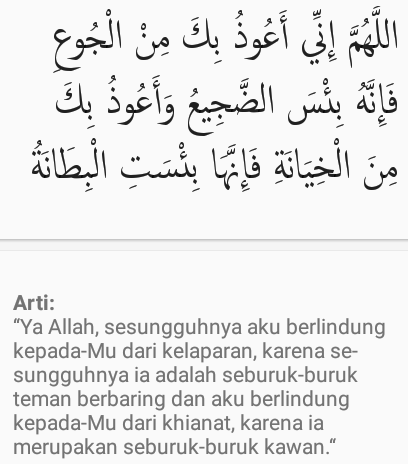 اللَّهُمَّ إِنِّي أَعُوذُ بِكَ مِنْ الْجُوعِ
فَإِنَّهُ بِئْسَ الضَّجِيعُ وَأَعُوذُ بِكَ
مِنَ الْخِيَانَةِ فَإِنَّهَا بِئْسَتِ الْبِطَانَةُ
Arti:
“Ya Allah, sesungguhnya aku berlindung
kepada-Mu dari kelaparan, karena se-
sungguhnya ia adalah seburuk-buruk
teman berbaring dan aku berlindung
kepada-Mu dari khianat, karena ia
merupakan seburuk-buruk kawan.“